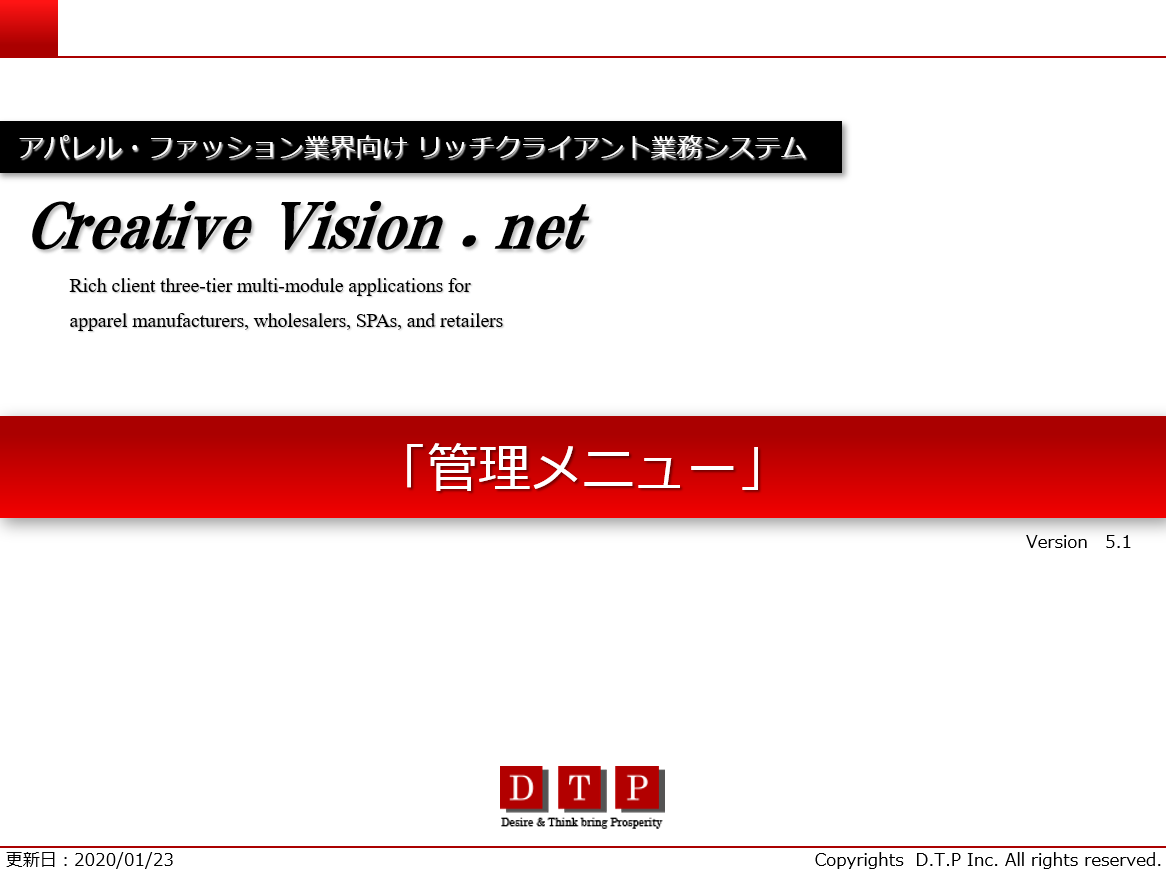 アパレル・ファッション業界向け リッチクライアント業務システム
Creative Vision . net
Rich client three-tier multi-module applications for
apparel manufacturers, wholesalers, SPAs, and retailers
「管理メニュー」
Version　5.1
D T P
Desire & Think bring Prosperity
更新日：2020/01/23
Copyrights  D.T.P Inc. All rights reserved.